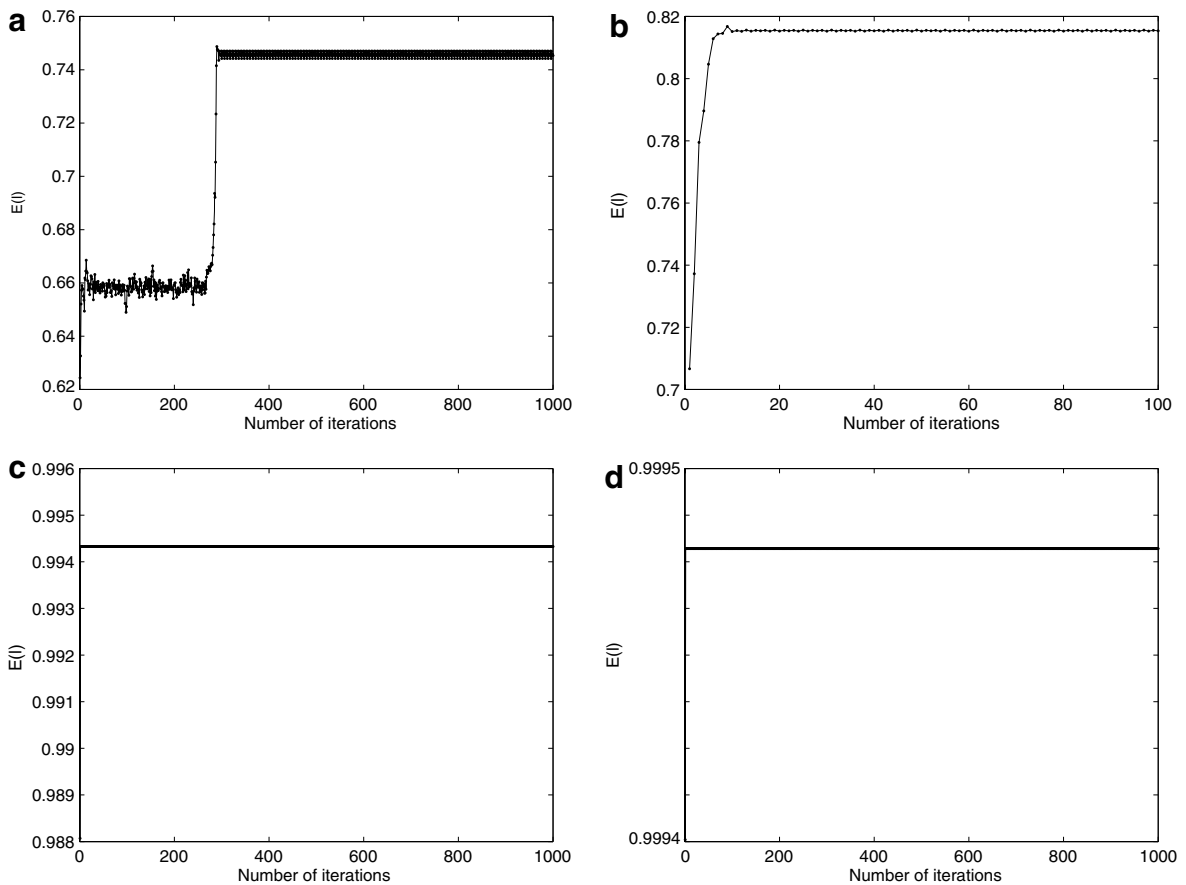 a
0.76
0.74
0.72
0.7
0.68
0.66
0.64
0.62
E(I)
0 200 400 600 800 1000
Number of iterations
b
0.82
0.8
0.78
0.76
0.74
0.72
0.7
E(I)
0 20 40 60 80 100
Number of iterations
c
0.996
0.995
0.994
0.993
0.992
0.991
0.99
0.989
0.988
E(I)
0 200 400 600 800 1000
Number of iterations
d
0.9995
0.9994
E(I)
0 200 400 600 800 1000
Number of iterations